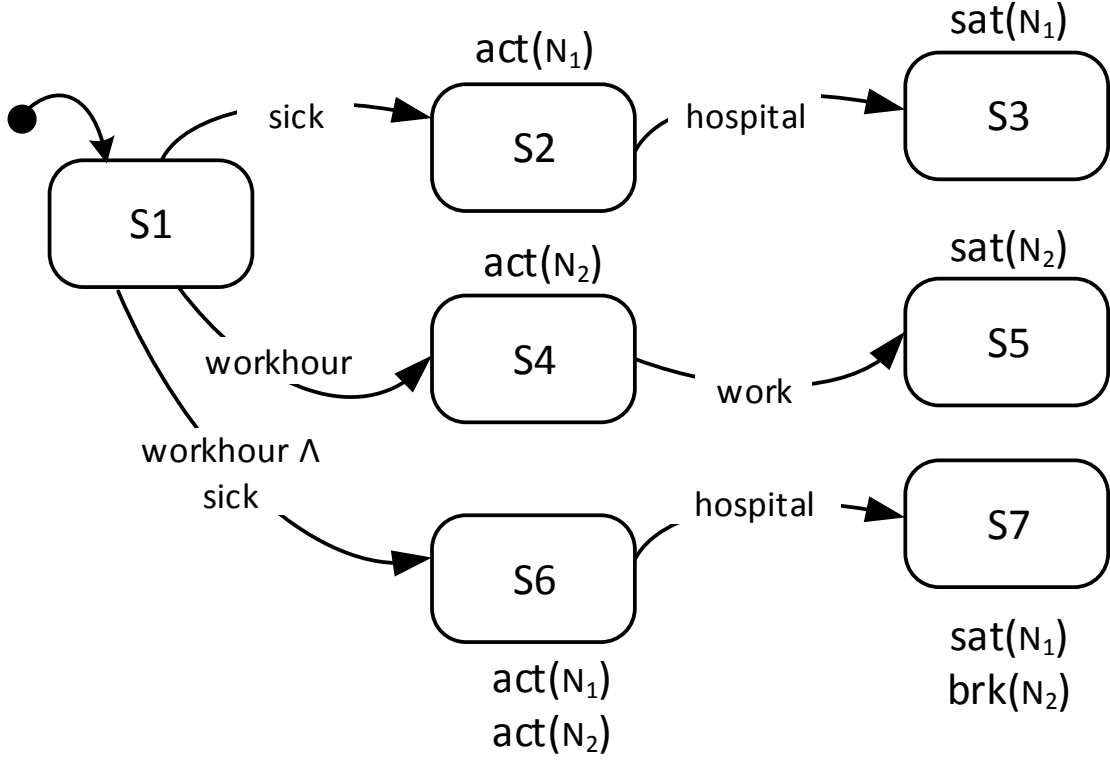 act(N₁)
sat(N₁)
sick
S2
hospital
S3
S1
act(N₂)
sat(N₂)
workhour
S4
work
S5
workhour Λ
sick
hospital
S6
S7
act(N₁)
act(N₂)
sat(N₁)
brk(N₂)